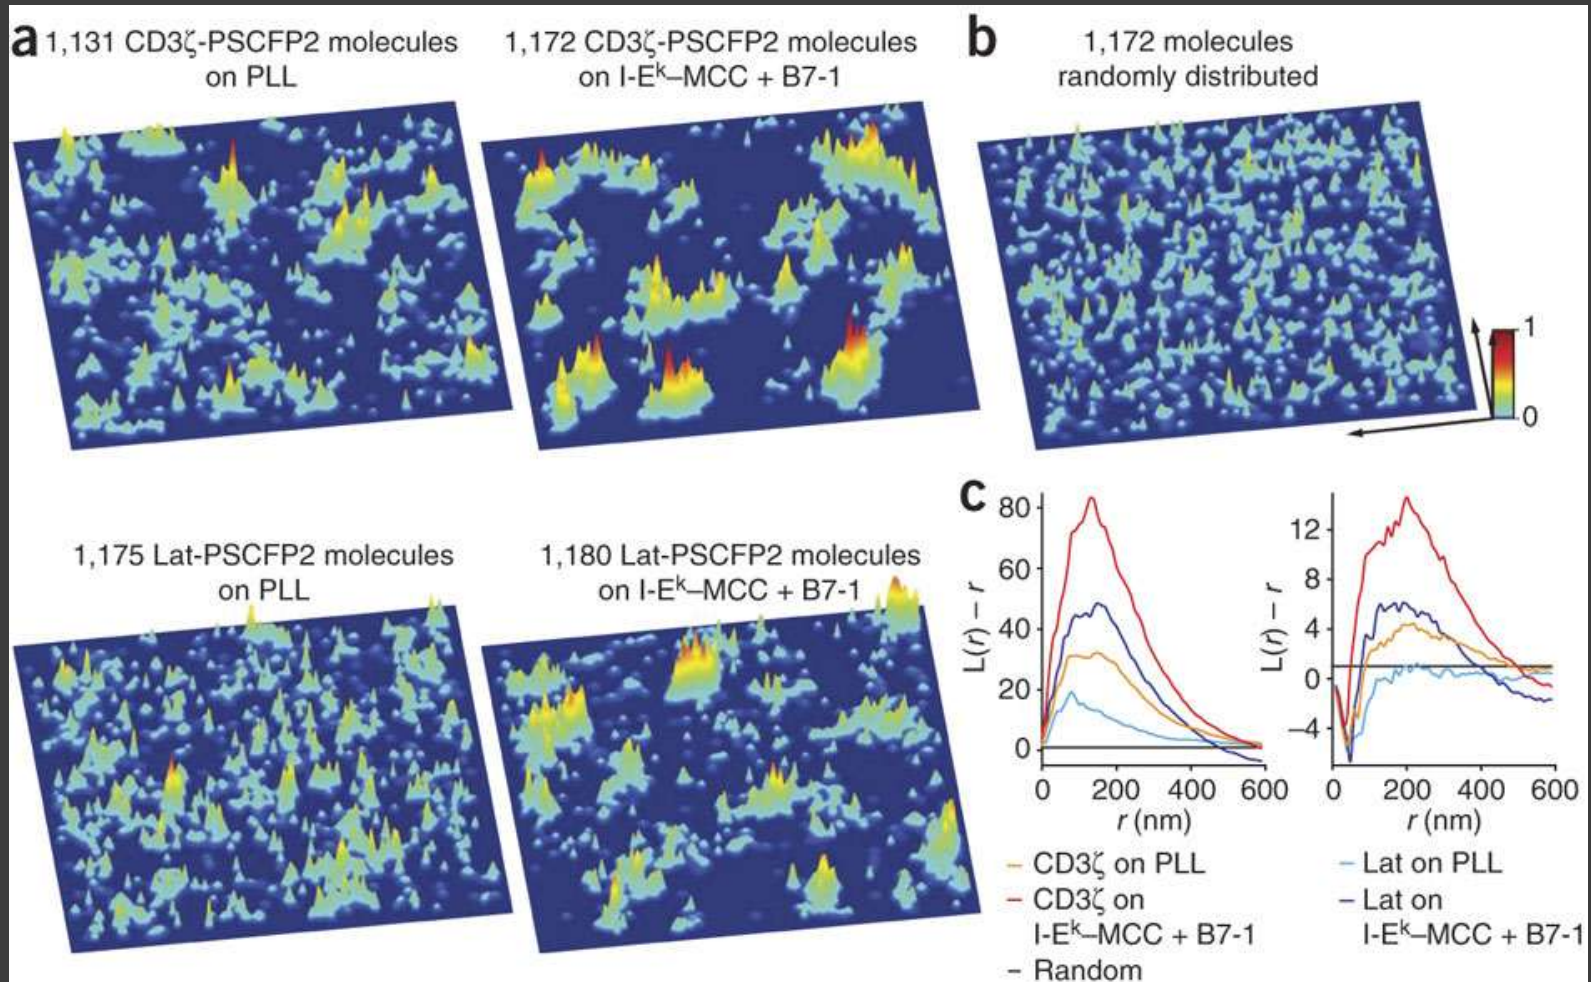 a
1,131 CD3ζ-PSCFP2 molecules
on PLL
1,172 CD3ζ-PSCFP2 molecules
on I-Eᵏ–MCC + B7-1
b
1,172 molecules
randomly distributed
1
0
1,175 Lat-PSCFP2 molecules
on PLL
1,180 Lat-PSCFP2 molecules
on I-Eᵏ–MCC + B7-1
c
80
60
40
20
0
L(r) – r
0 200 400 600
r (nm)
12
8
4
0
–4
L(r) – r
0 200 400 600
r (nm)
CD3ζ on PLL
CD3ζ on
I-Eᵏ–MCC + B7-1
Random
Lat on PLL
Lat on
I-Eᵏ–MCC + B7-1